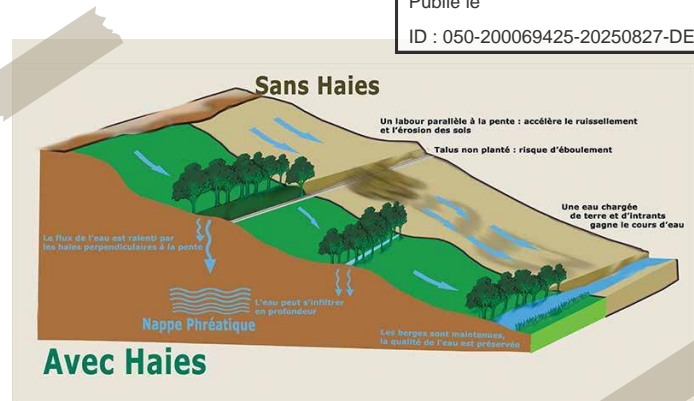 Publié le
ID : 050-200069425-20250827-DE
Sans Haies
Un labour parallèle à la pente : accélère le ruissellement
et l'érosion des sols
Talus non planté : risque d'éboulement
Une eau chargée
de terre et d'intrants
gagne le cours d'eau
Le flux de l'eau est ralenti par
les haies perpendiculaires à la pente
L'eau peut s'infiltrer
en profondeur
Nappe Phréatique
Les berges sont maintenues,
la qualité de l'eau est préservée
Avec Haies